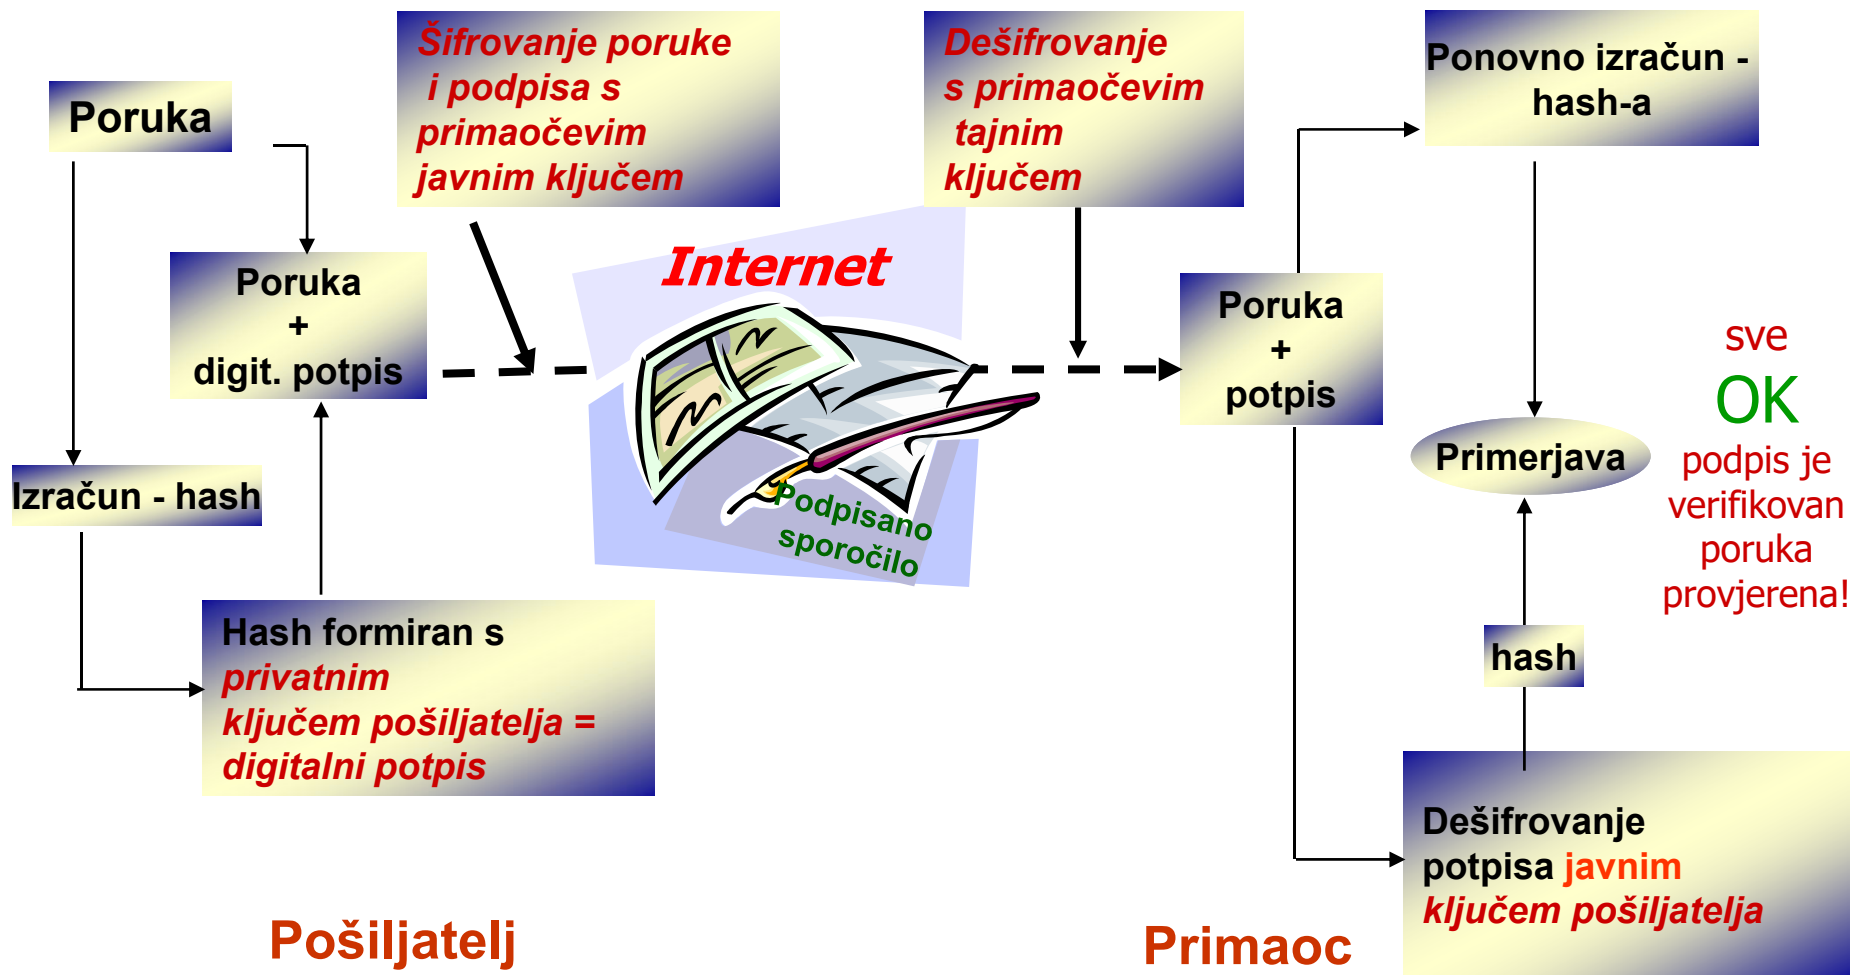 Poruka
Šifrovanje poruke
i podpisa s
primaočevim
javnim ključem
Dešifrovanje
s primaočevim
tajnim
ključem
Ponovno izračun -
hash-a
Poruka
+
digit. potpis
Internet
Poruka
+
potpis
sve
OK
podpis je
verifikovan
poruka
provjerena!
Primerjava
Izračun - hash
Podpisano
sporočilo
Hash formiran s
privatnim
ključem pošiljatelja =
digitalni potpis
hash
Dešifrovanje
potpisa javnim
ključem pošiljatelja
Pošiljatelj
Primaoc